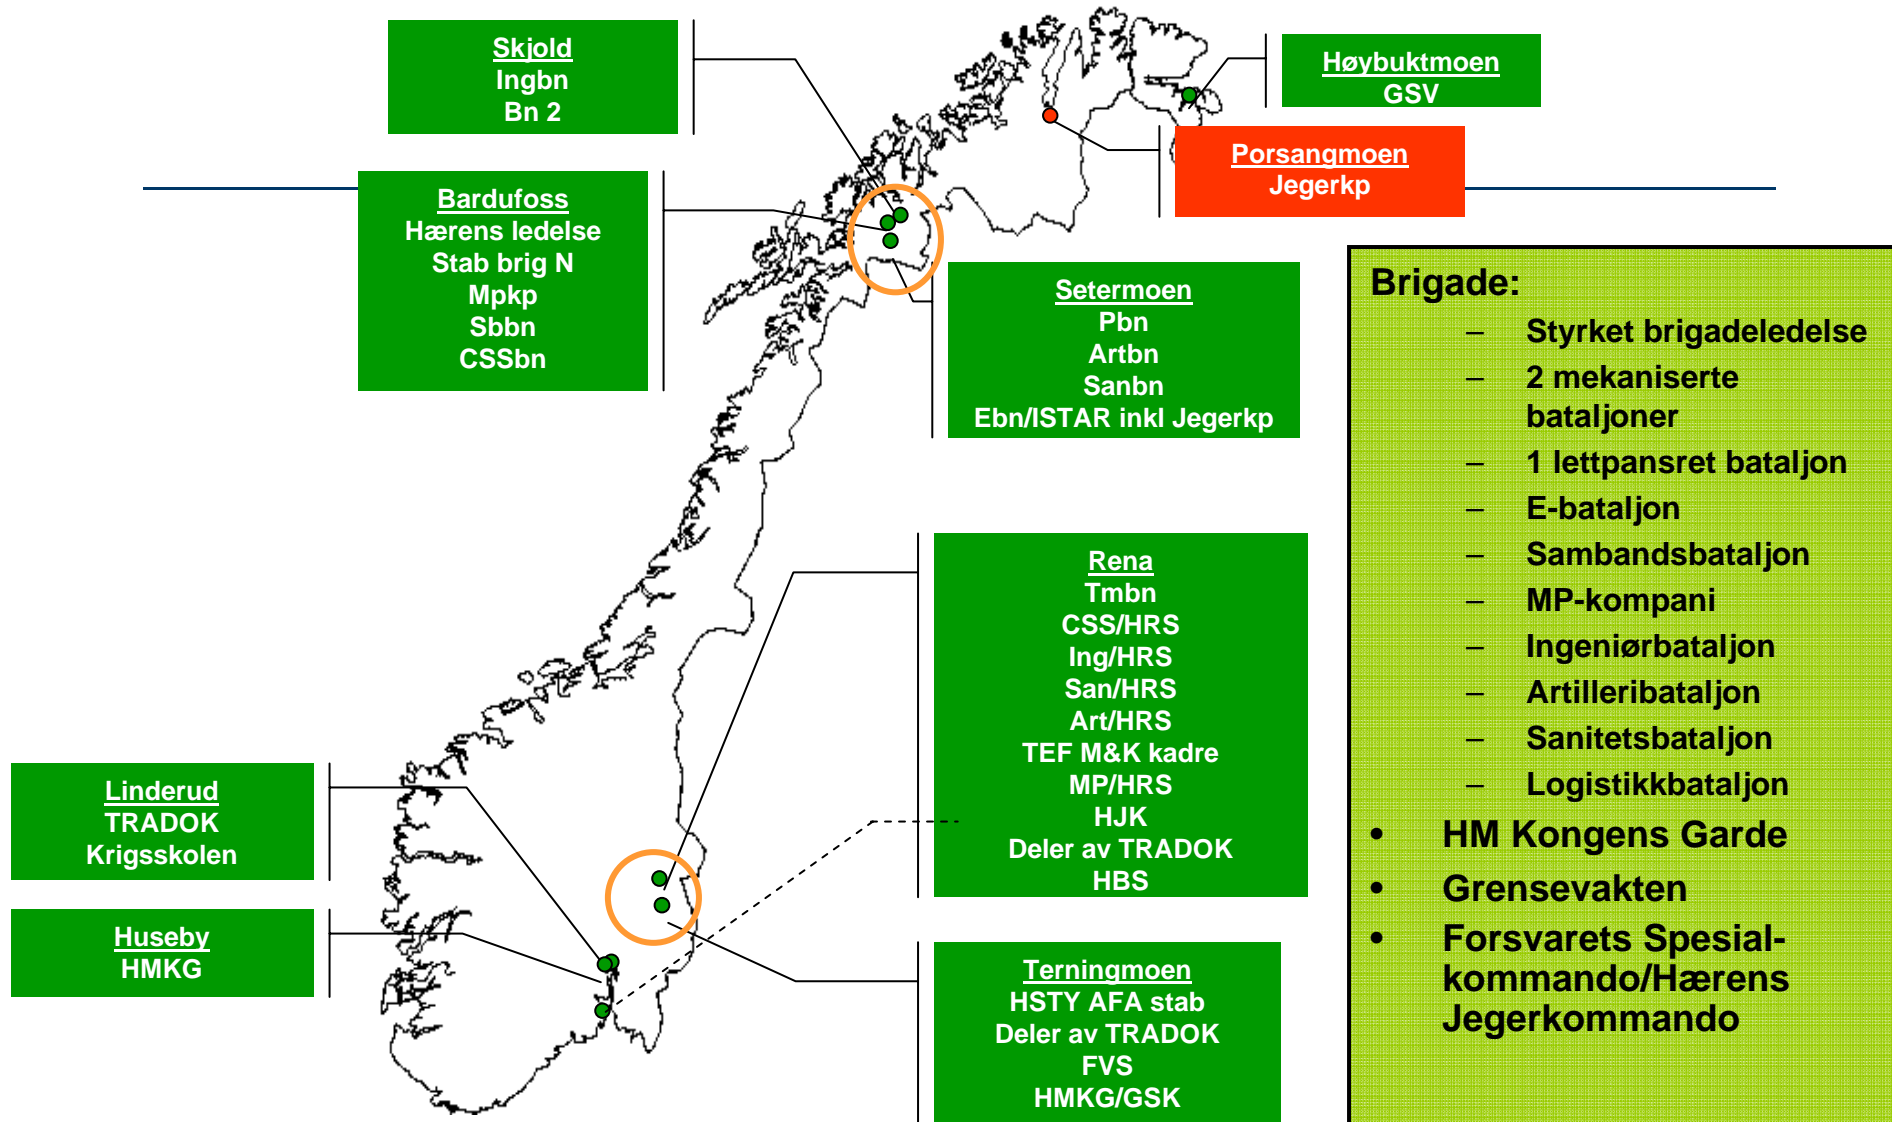 Skjold
Ingbn
Bn 2
Høybuktmoen
GSV
Porsangmoen
Jegerkp
Bardufoss
Hærens ledelse
Stab brig N
Mpkp
Sbbn
CSSbn
Setermoen
Pbn
Artbn
Sanbn
Ebn/ISTAR inkl Jegerkp
Rena
Tmbn
CSS/HRS
Ing/HRS
San/HRS
Art/HRS
TEF M&K kadre
MP/HRS
HJK
Deler av TRADOK
HBS
Linderud
TRADOK
Krigsskolen
Huseby
HMKG
Terningmoen
HSTY AFA stab
Deler av TRADOK
FVS
HMKG/GSK
Brigade:
– Styrket brigadeledelse
– 2 mekaniserte
bataljoner
– 1 lettpansret bataljon
– E-bataljon
– Sambandsbataljon
– MP-kompani
– Ingeniørbataljon
– Artilleribataljon
– Sanitetsbataljon
– Logistikkbataljon
• HM Kongens Garde
• Grensevakten
• Forsvarets Spesial-
kommando/Hærens
Jegerkommando